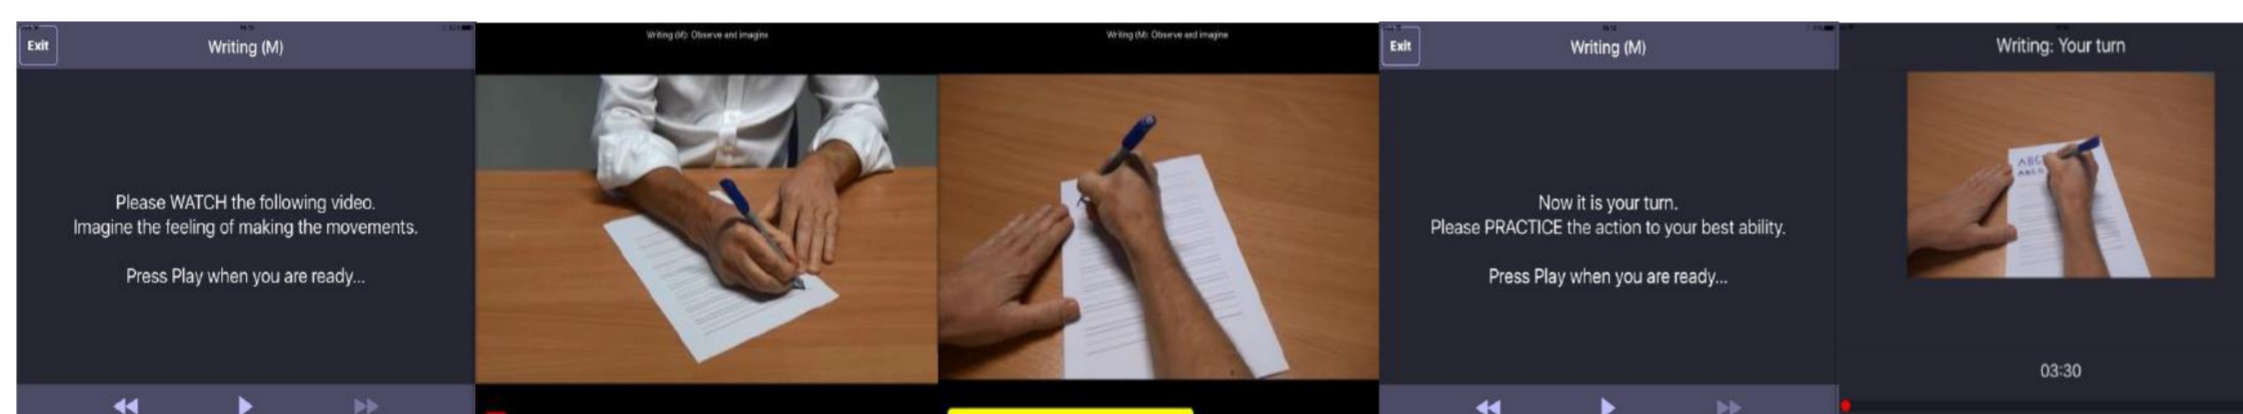 Exit
Writing (M)
Please WATCH the following video.
Imagine the feeling of making the movements.
Press Play when you are ready...
Writing (M): Observe and imagine
Writing (M): Observe and imagine
Exit
Writing (M)
Now it is your turn.
Please PRACTICE the action to your best ability.
Press Play when you are ready...
Writing: Your turn
ABC
03:30